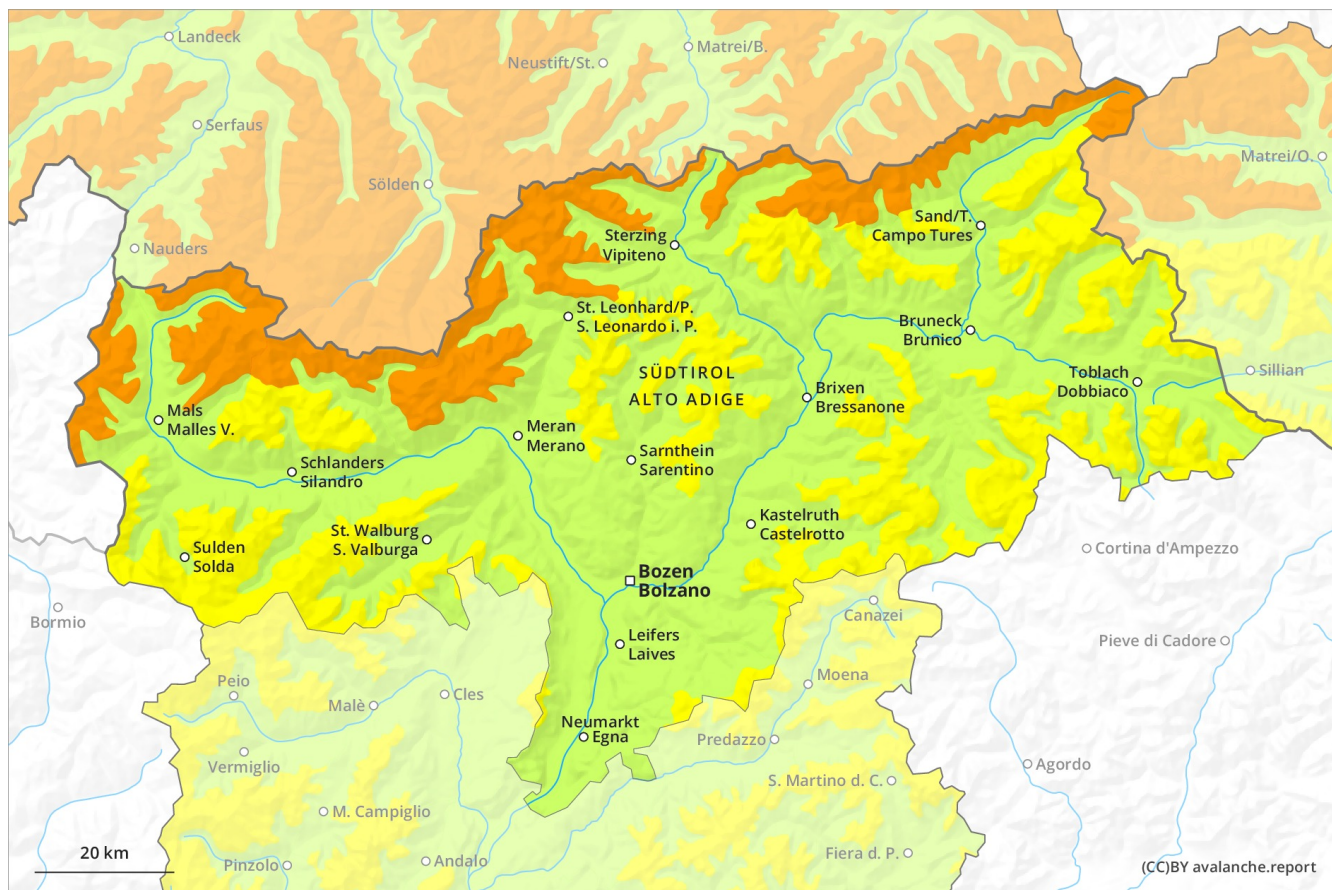 Landeck
Matrei/B.
Neustift/St.
Serfaus
Matrei/O.
Sölden
Nauders
Sand/T.
Campo Tures
Sterzing
Vipiteno
St. Leonhard/P.
S. Leonardo i. P.
Bruneck
Brunico
SÜDTIROL
ALTO ADIGE
Toblach
Dobbiaco
Sillian
Brixen
Bressanone
Mals
Malles V.
Meran
Merano
Sarnthein
Sarentino
Schlanders
Silandro
Kastelruth
Castelrotto
St. Walburg
S. Valburga
Sulden
Solda
Cortina d'Ampezzo
Bozen
Bolzano
Bormio
Canazei
Leifers
Laives
Pieve di Cadore
Peio
Moena
Malè
Cles
Neumarkt
Egna
Predazzo
Vermiglio
Agordo
S. Martino d. C.
M. Campiglio
20 km
Pinzolo
Andalo
Fiera d. P.
(CC)BY avalanche.report